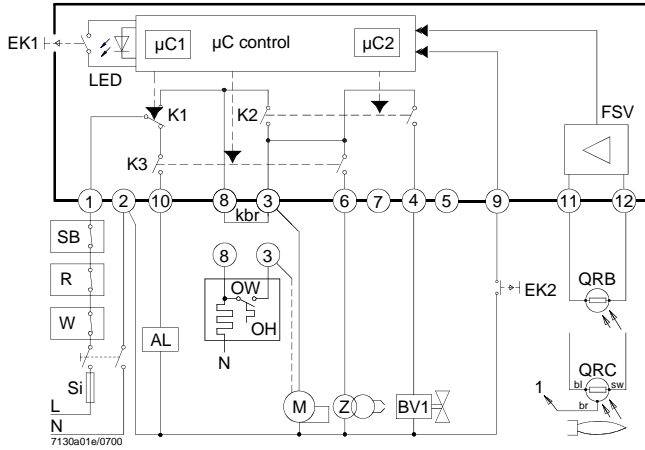 EK1
LED
µC1
µC control
µC2
K1
K2
FSV
K3
1
2
10
8
3
6
7
4
5
9
11
12
kbr
SB
R
W
Si
L
N
7130a01e/0700
8
3
OW
OH
N
AL
M
Z
BV1
EK2
QRB
QRC
bl
sw
br
1